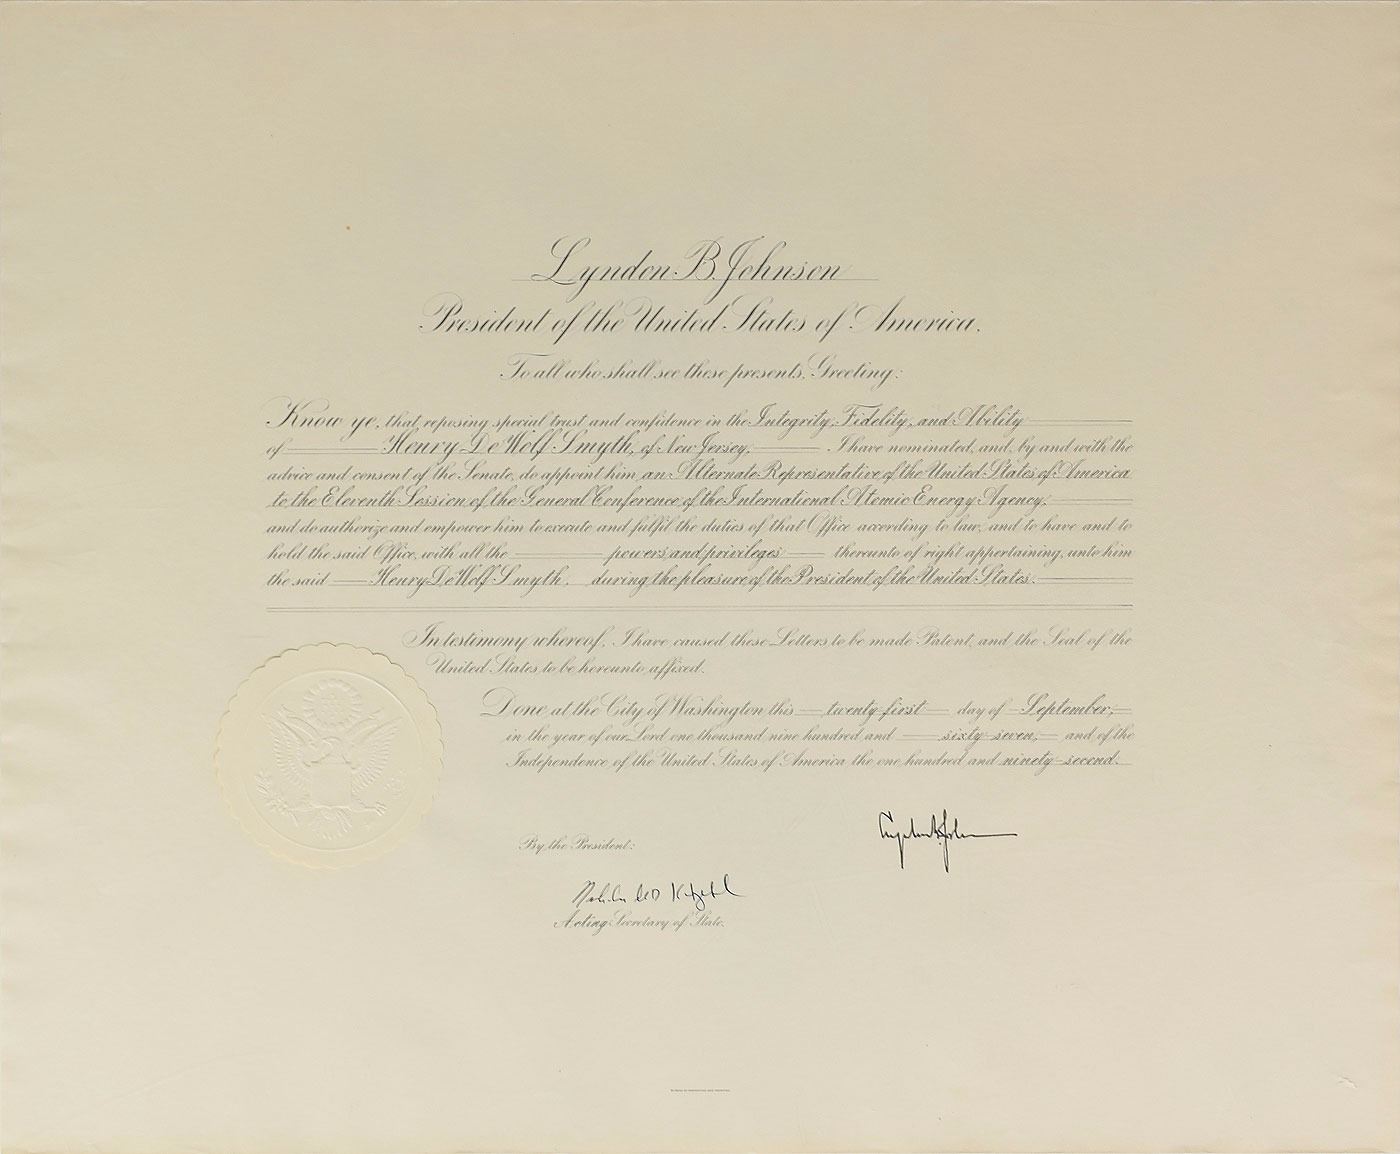 Lyndon B. Johnson
President of the United States of America.
To all who shall see these presents, Greeting:
Know ye, that reposing special trust and confidence in the Integrity, Fidelity, and Ability
of Henry DeWolf Smyth, of New Jersey, I have nominated, and, by and with the
advice and consent of the Senate, do appoint him an Alternate Representative of the United States of America
to the Eleventh Session of the General Conference of the International Atomic Energy Agency,
and do authorize and empower him to execute and fulfil the duties of that Office according to law, and to have and to
hold the said Office, with all the powers and privileges thereunto of right appertaining, unto him
the said Henry DeWolf Smyth, during the pleasure of the President of the United States.
In testimony whereof, I have caused these Letters to be made Patent, and the Seal of the
United States to be hereunto affixed.
Done at the City of Washington this twenty-first day of September,
in the year of our Lord one thousand nine hundred and sixty-seven, and of the
Independence of the United States of America the one hundred and ninety-second.
Lyndon B. Johnson
By the President:
Acting Secretary of State.